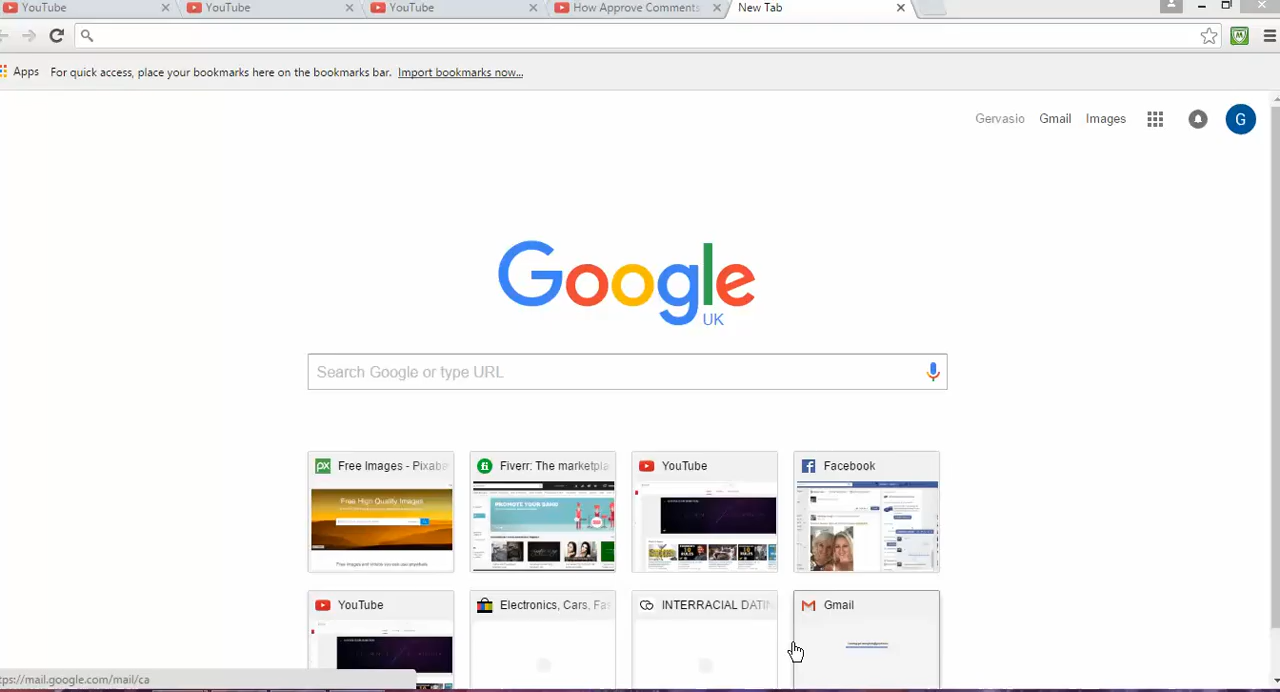 YouTube
YouTube
YouTube
How Approve Comments
New Tab
Apps
For quick access, place your bookmarks here on the bookmarks bar. Import bookmarks now...
Gervasio
Gmail
Images
G
Google
UK
Search Google or type URL
Free Images - Pixaba
Fiverr: The marketpla
YouTube
Facebook
Free High Quality Images
PROMOTE YOUR BAND
YouTube
Electronics, Cars, Fas
INTERRACIAL DATIN
Gmail
tps://mail.google.com/mail/ca